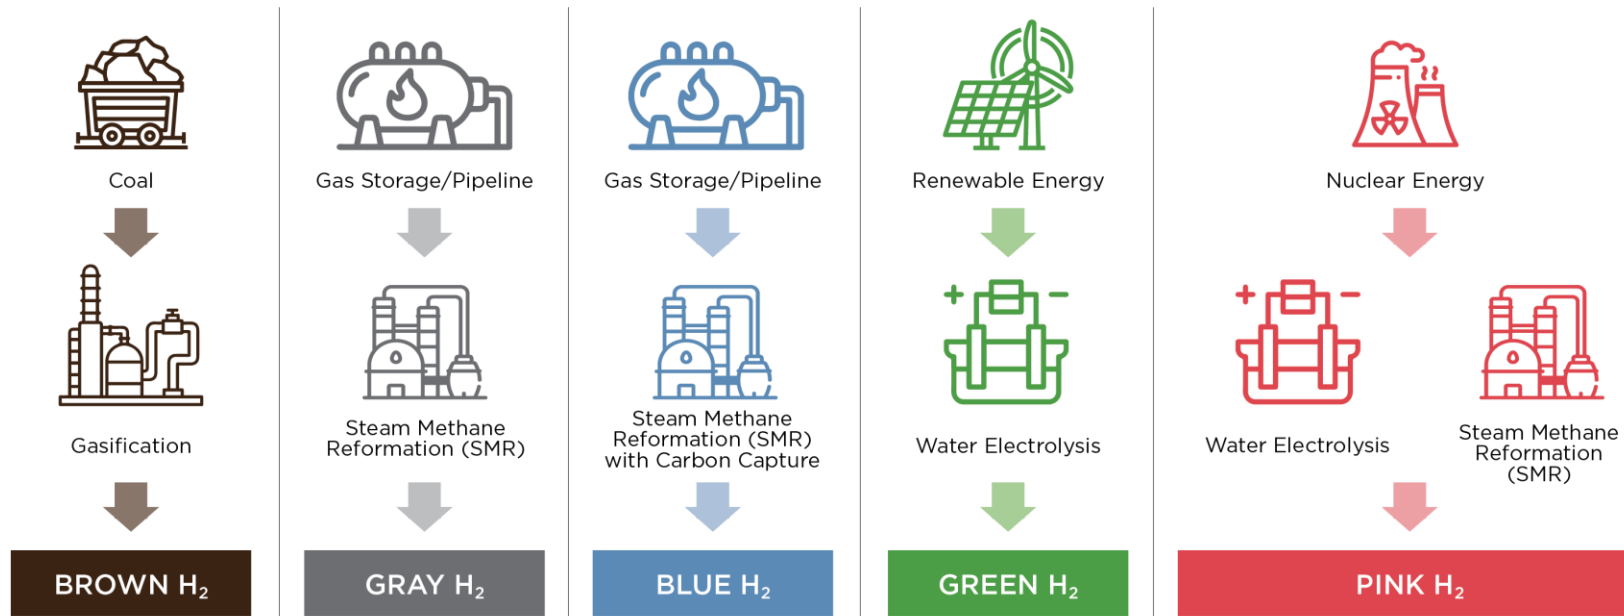 Coal
Gasification
BROWN H₂
Gas Storage/Pipeline
Steam Methane
Reformation (SMR)
GRAY H₂
Gas Storage/Pipeline
Steam Methane
Reformation (SMR)
with Carbon Capture
BLUE H₂
Renewable Energy
+ −
Water Electrolysis
GREEN H₂
Nuclear Energy
+ −
Water Electrolysis
Steam Methane
Reformation
(SMR)
PINK H₂